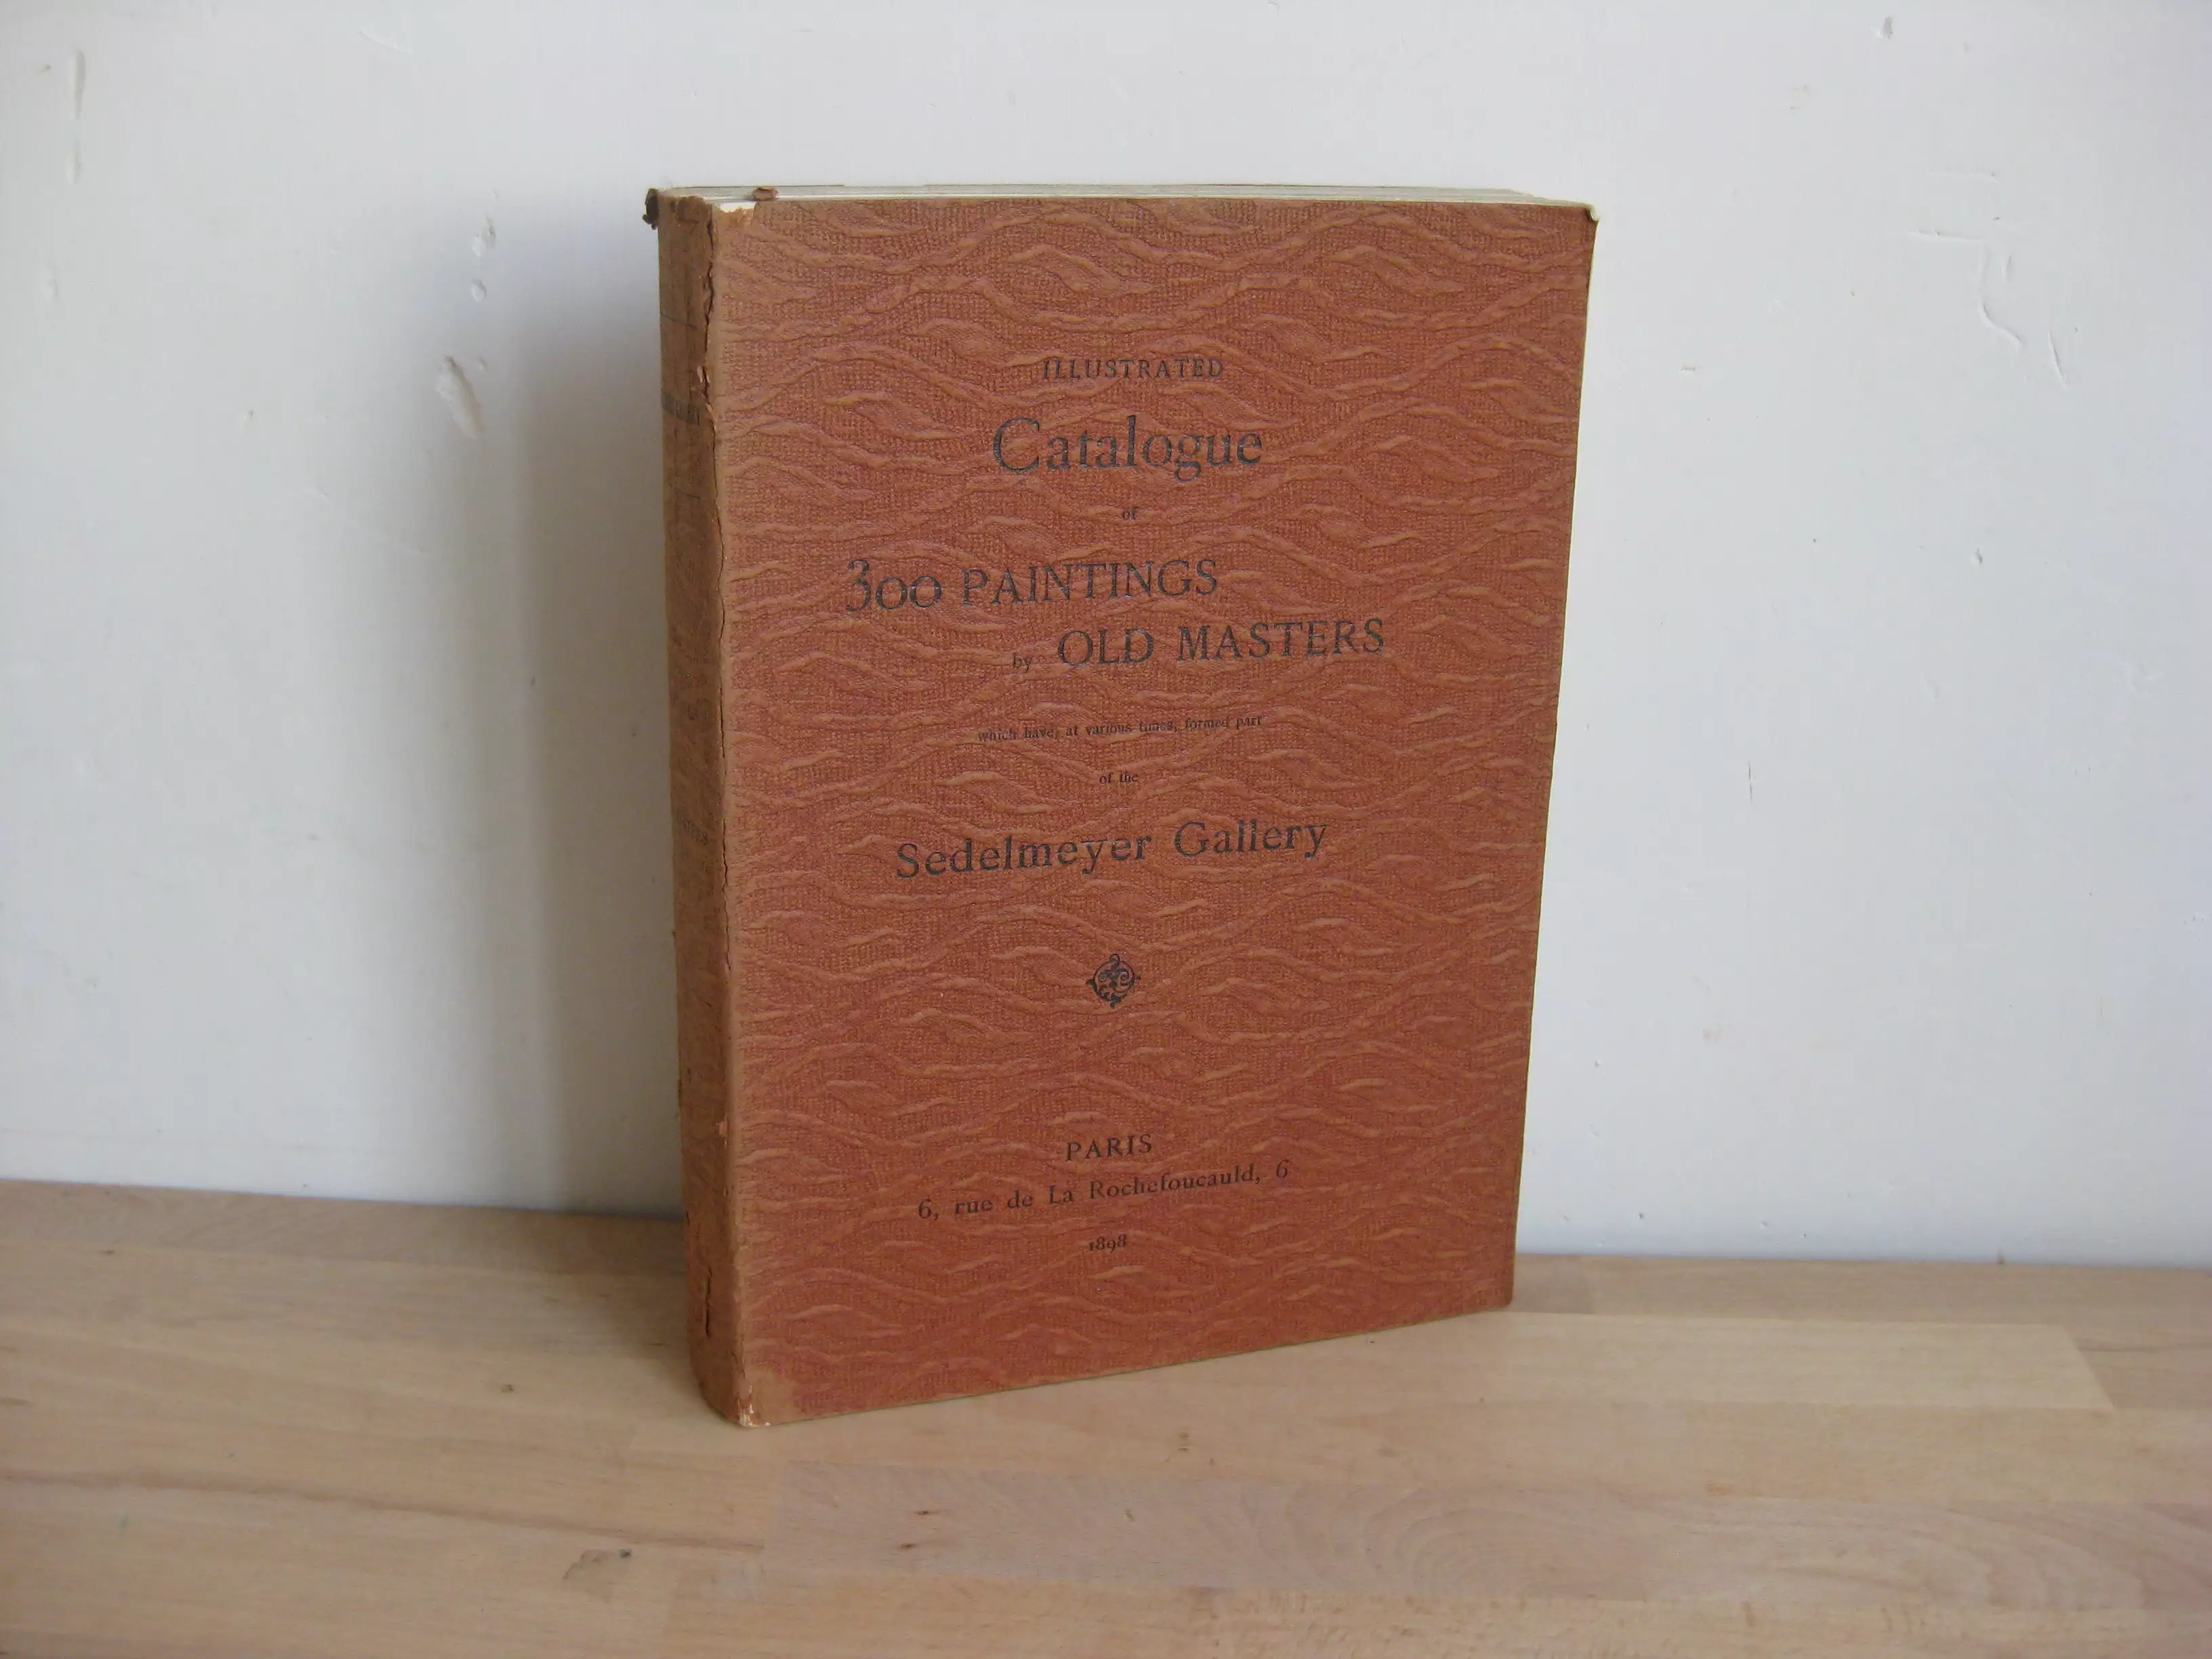 ILLUSTRATED
Catalogue
of
300 PAINTINGS
by OLD MASTERS
which have, at various times, formed part
of the
Sedelmeyer Gallery
PARIS
6, rue de La Rochefoucauld, 6
1898